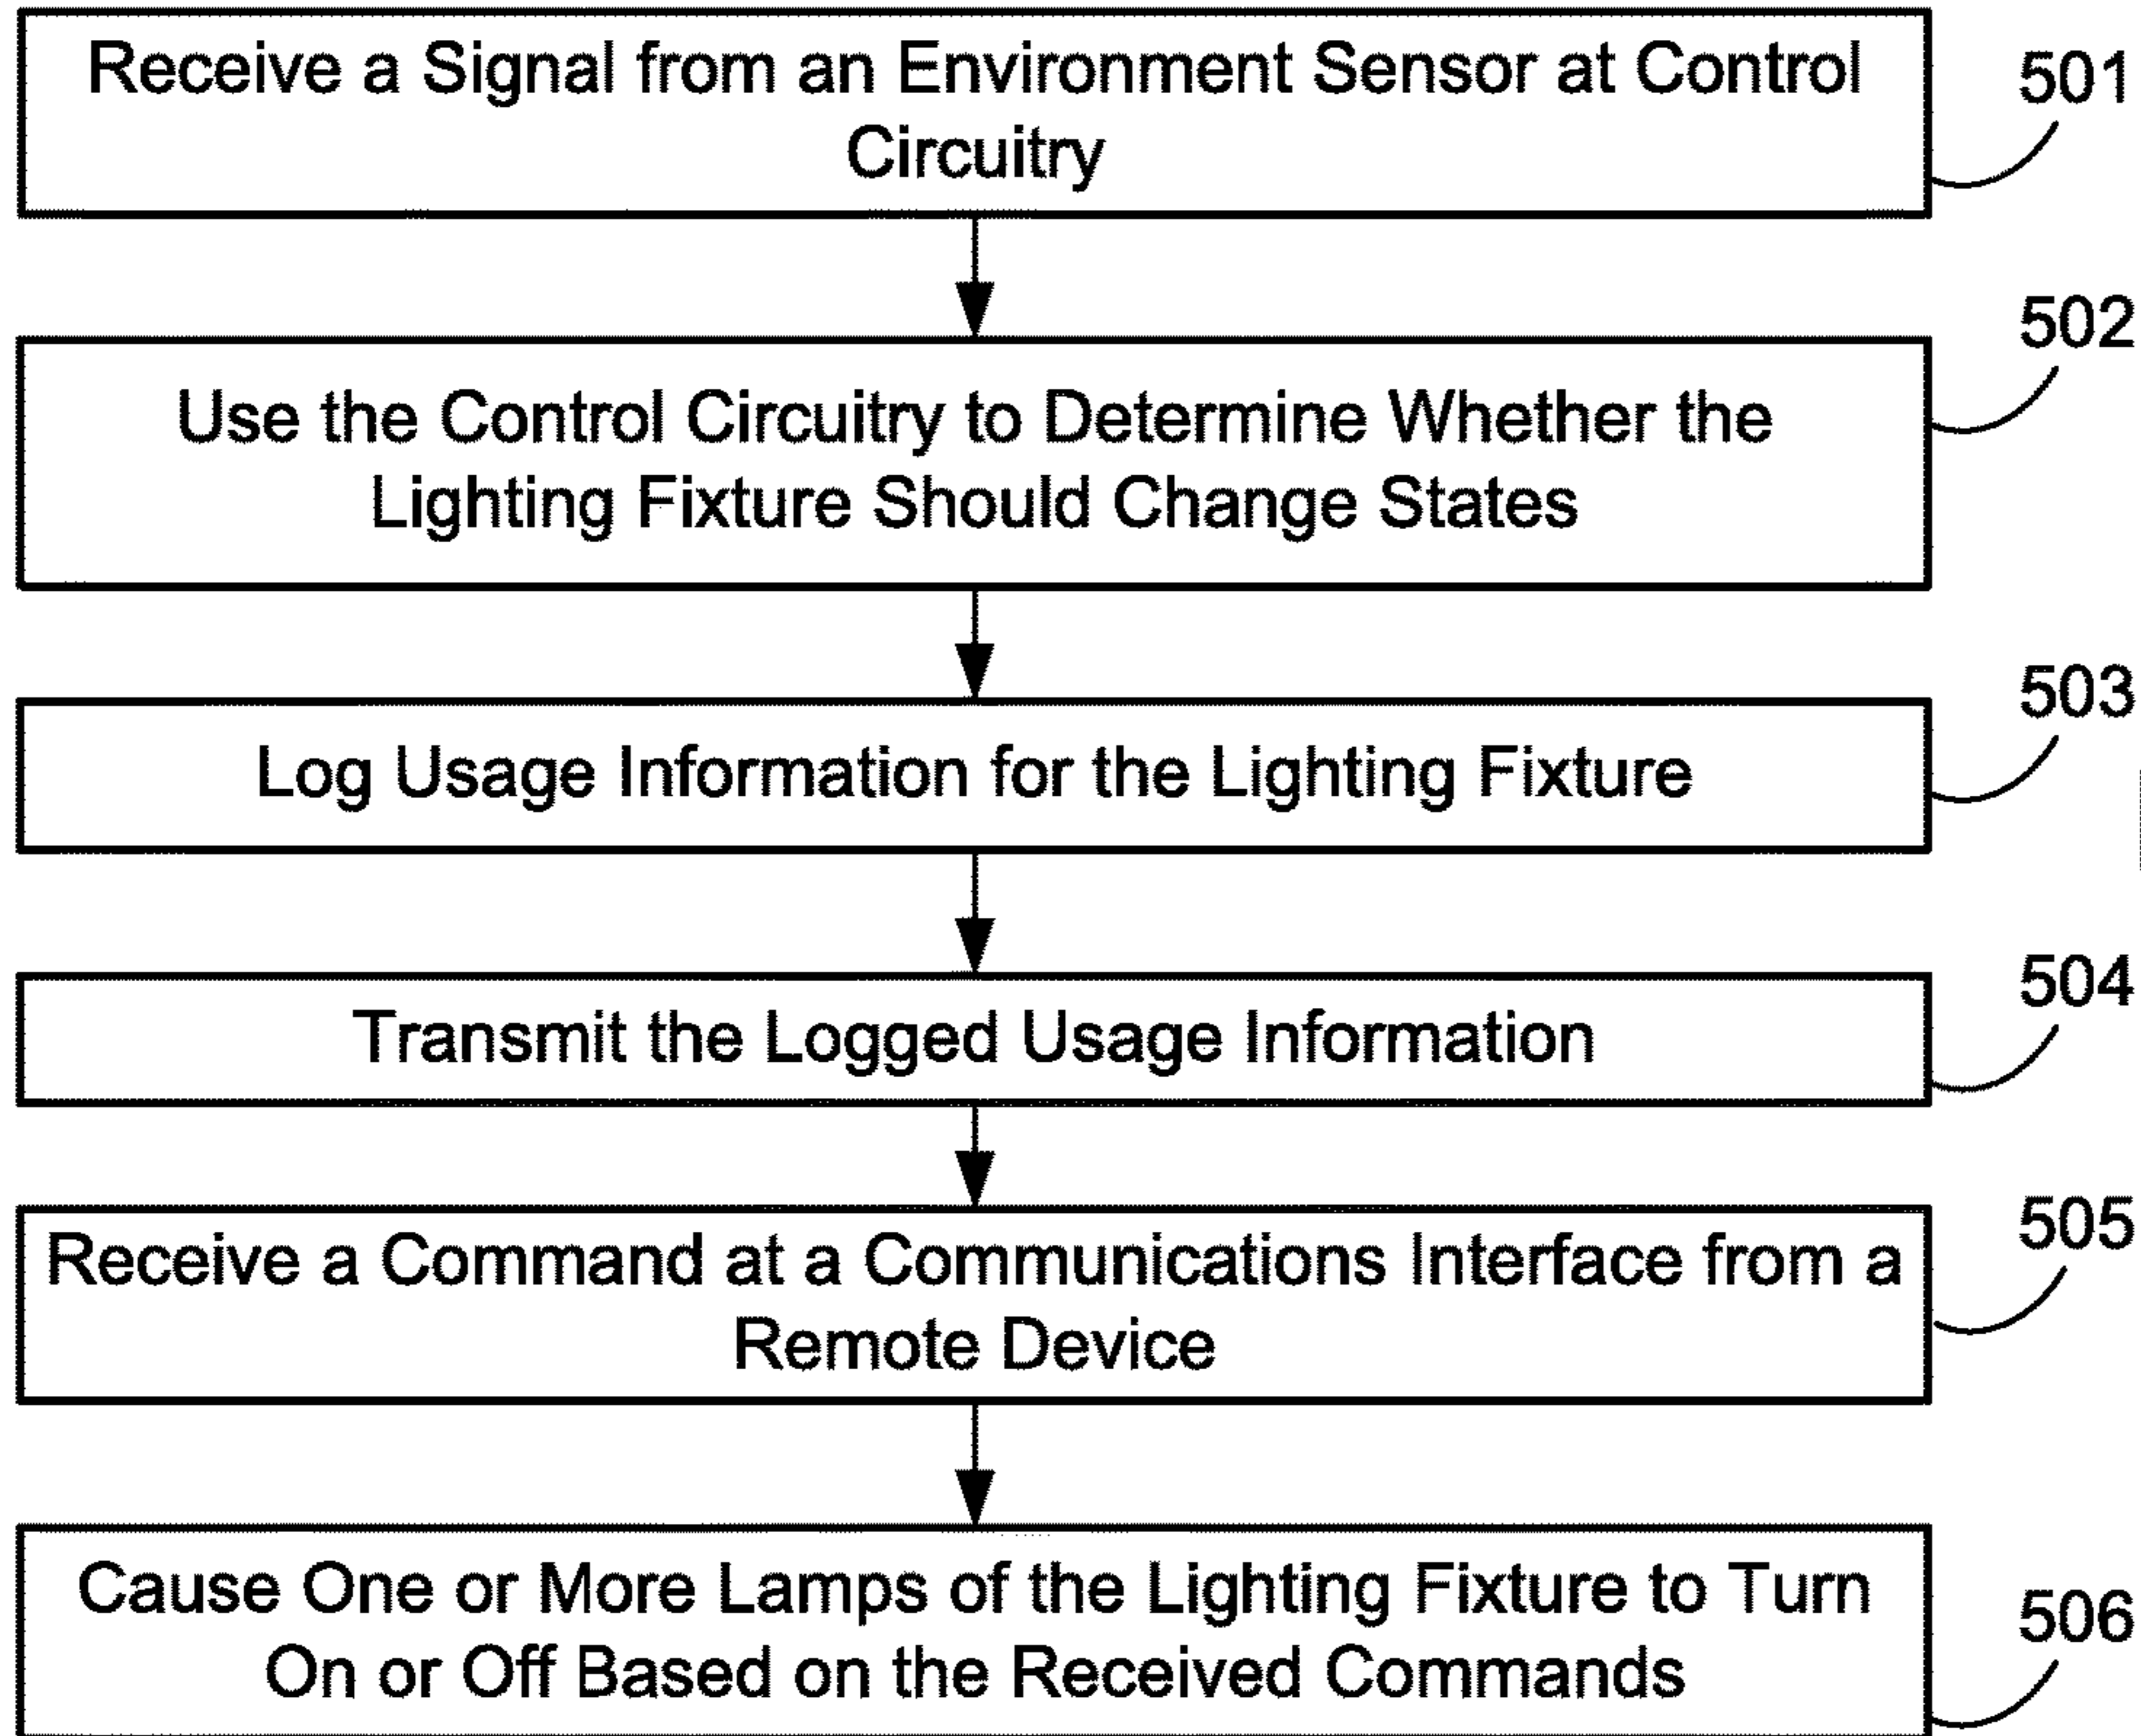 Receive a Signal from an Environment Sensor at Control
Circuitry
501
Use the Control Circuitry to Determine Whether the
Lighting Fixture Should Change States
502
Log Usage Information for the Lighting Fixture
503
Transmit the Logged Usage Information
504
Receive a Command at a Communications Interface from a
Remote Device
505
Cause One or More Lamps of the Lighting Fixture to Turn
On or Off Based on the Received Commands
506